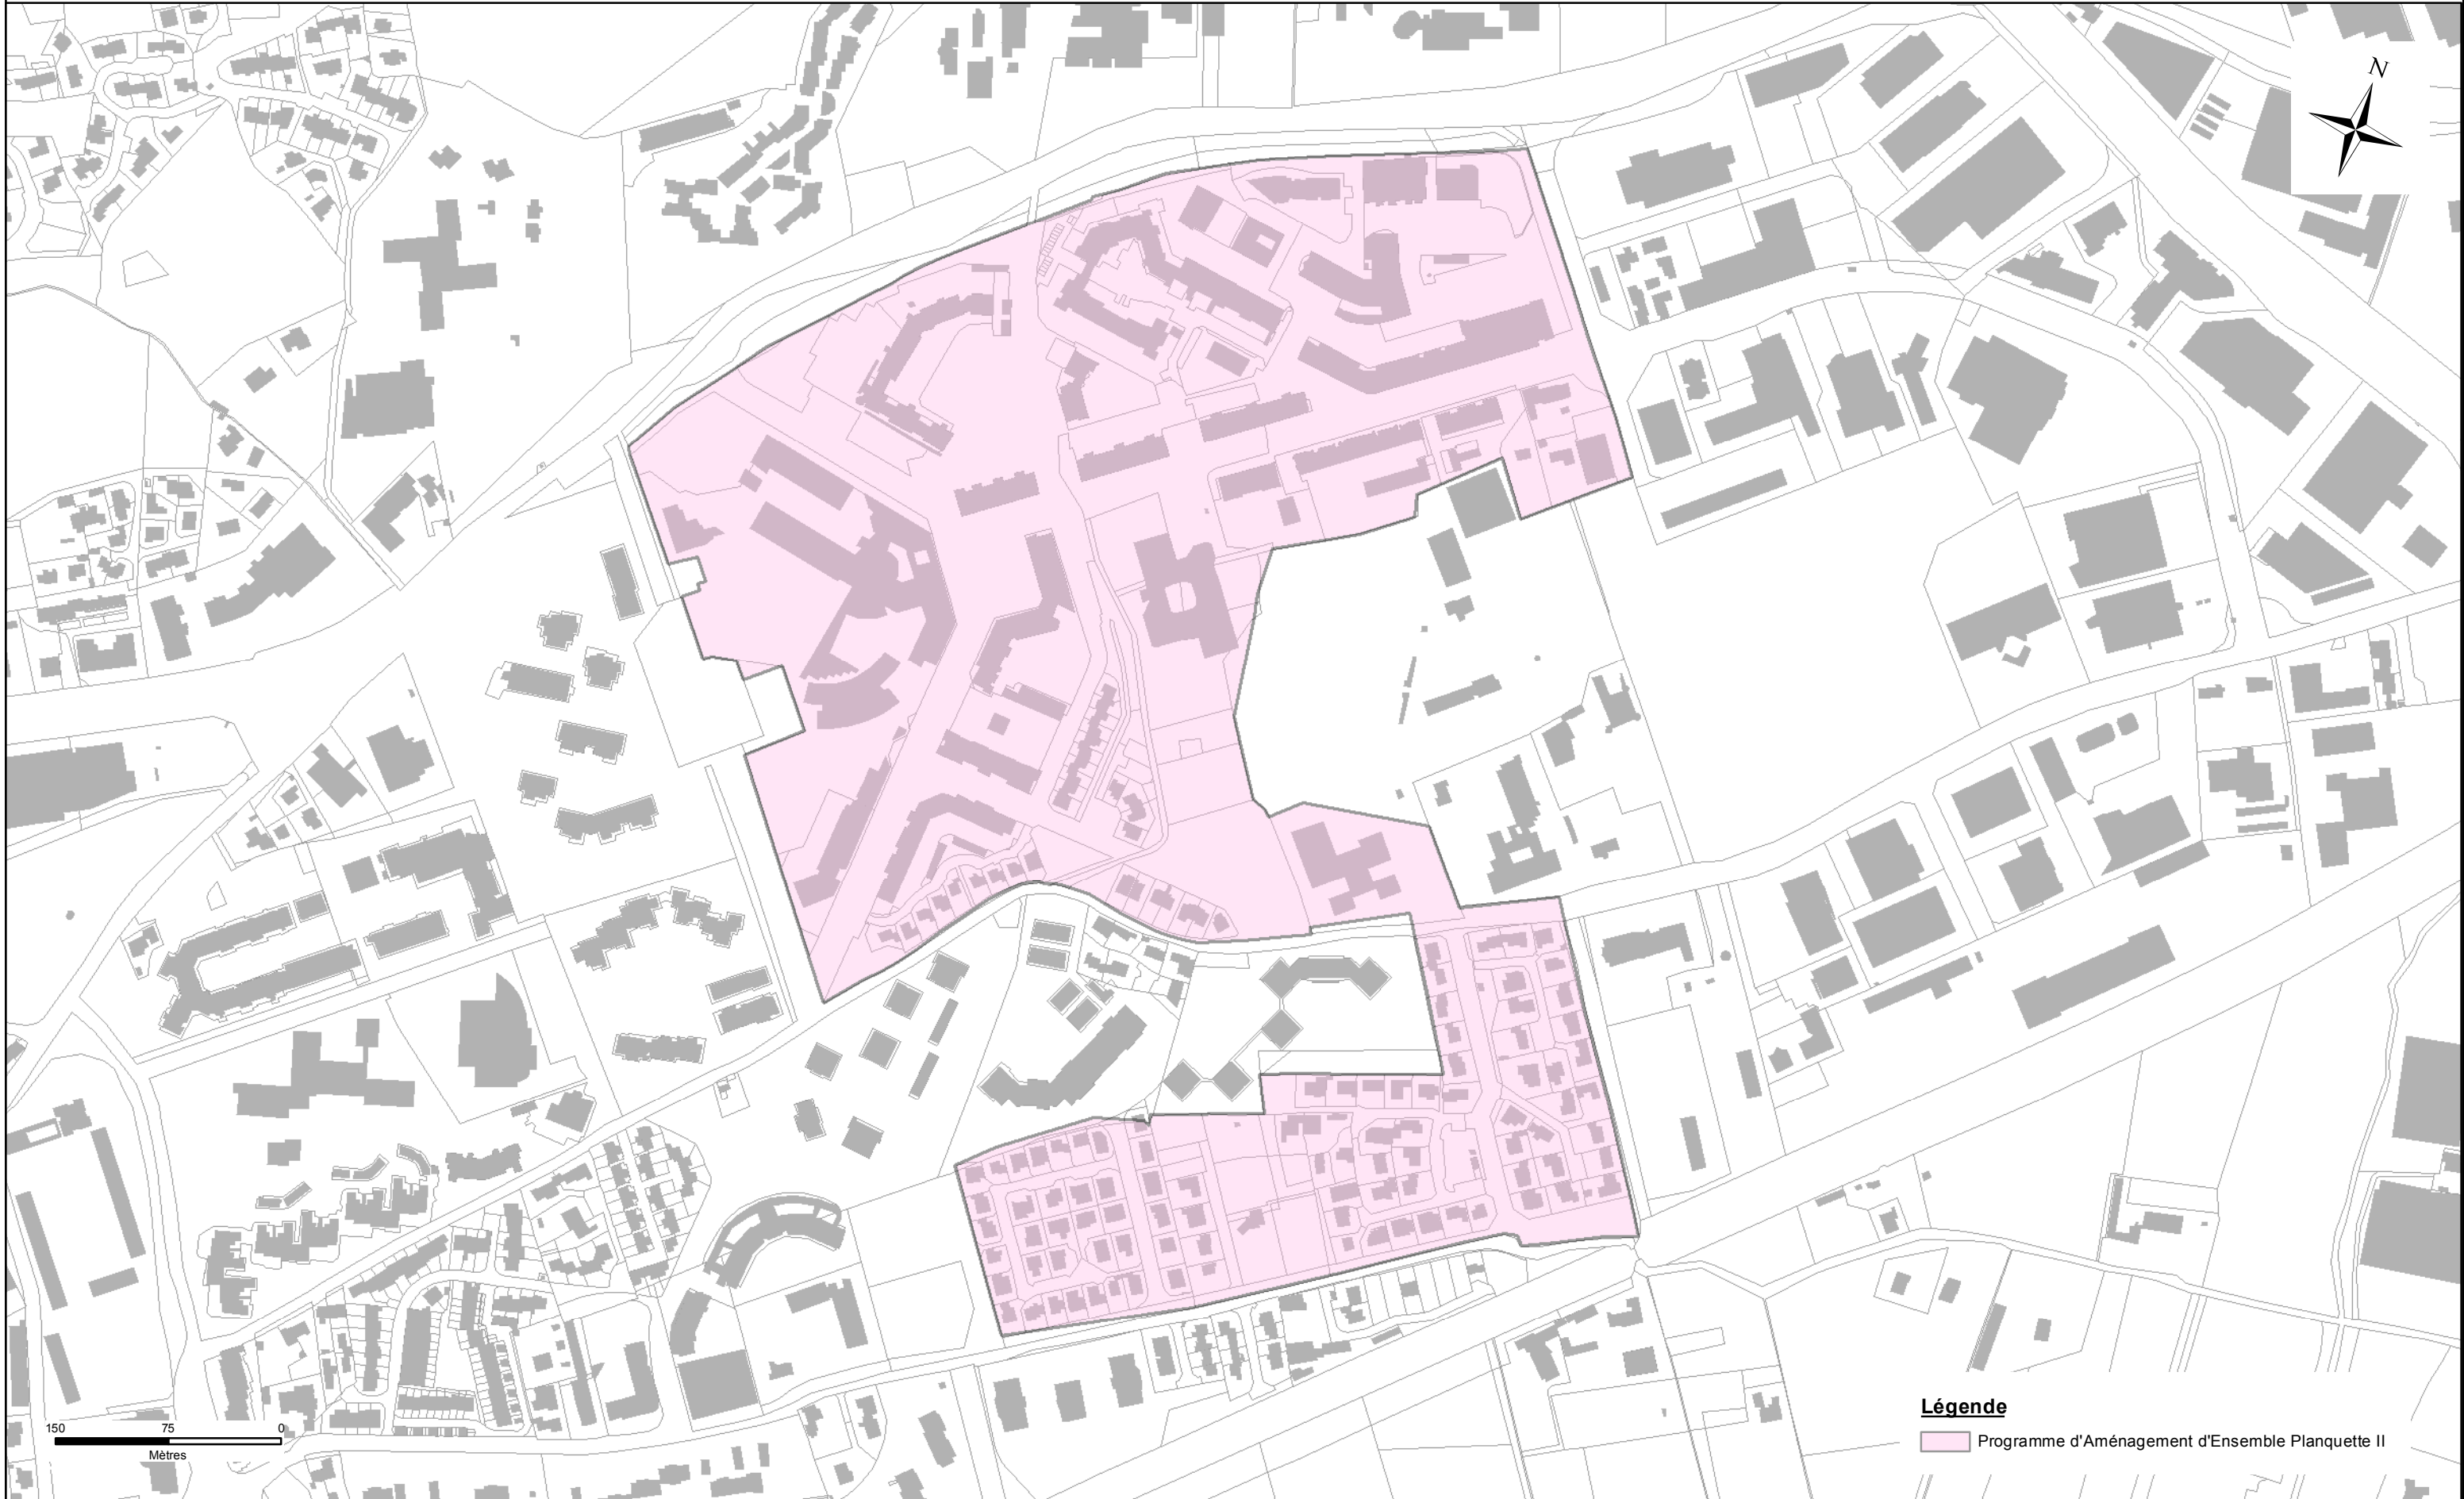 N
150 75 0
Mètres
Légende
Programme d'Aménagement d'Ensemble Planquette II